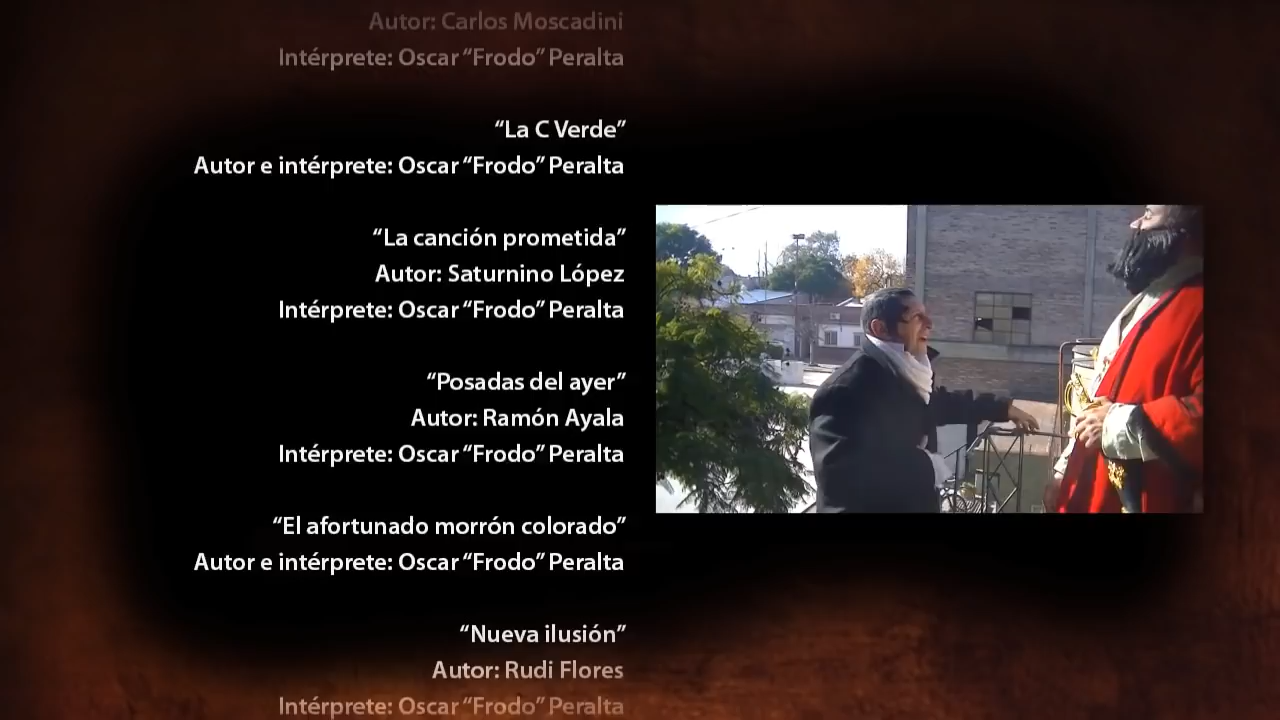 Autor: Carlos Moscadini
Intérprete: Oscar “Frodo” Peralta
“La C Verde”
Autor e intérprete: Oscar “Frodo” Peralta
“La canción prometida”
Autor: Saturnino López
Intérprete: Oscar “Frodo” Peralta
“Posadas del ayer”
Autor: Ramón Ayala
Intérprete: Oscar “Frodo” Peralta
“El afortunado morrón colorado”
Autor e intérprete: Oscar “Frodo” Peralta
“Nueva ilusión”
Autor: Rudi Flores
Intérprete: Oscar “Frodo” Peralta